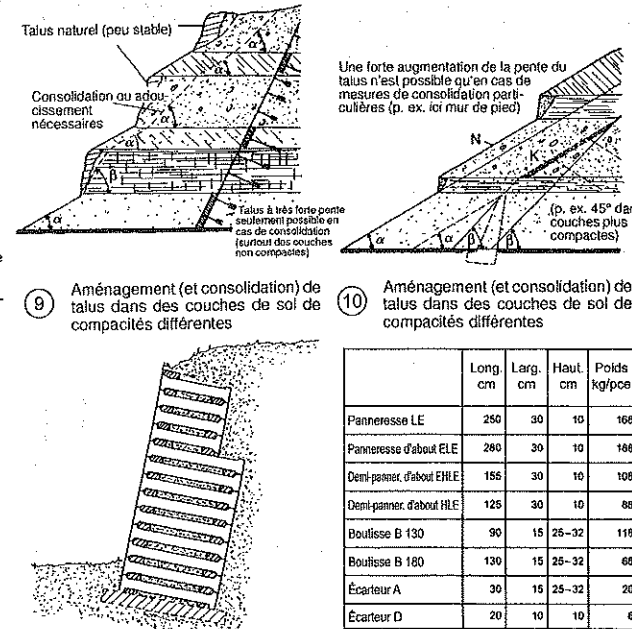 Talus naturel (peu stable)
Consolidation ou adou-
cissement
nécessaires
α
α
α
α
β
α
Talus à très forte pente
seulement possible en
cas de consolidation
(surtout des couches
non compactes)
Une forte augmentation de la pente du
talus n'est possible qu'en cas de
mesures de consolidation parti-
culières (p. ex. ici mur de pied)
N
K
α
α
β
β
(p. ex. 45° dan
couches plus
compactes)
e
9 Aménagement (et consolidation) de
talus dans des couches de sol de
compacités différentes
10 Aménagement (et consolidation) de
talus dans des couches de sol de
compacités différentes
Long. cm Larg. cm Haut. cm Poids kg/pce
Panneresse LE 250 30 10 168
Panneresse d'about ELE 280 30 10
Demi-panner. d'about EHLE 155 30 10 108
Demi-panner. d'about HLE 125 30 10 88
Boutisse B 130 90 15 25–32 118
Boutisse B 180 130 15 25–32
Écarteur A 30 15 25–32 20
Écarteur D 20 10 10